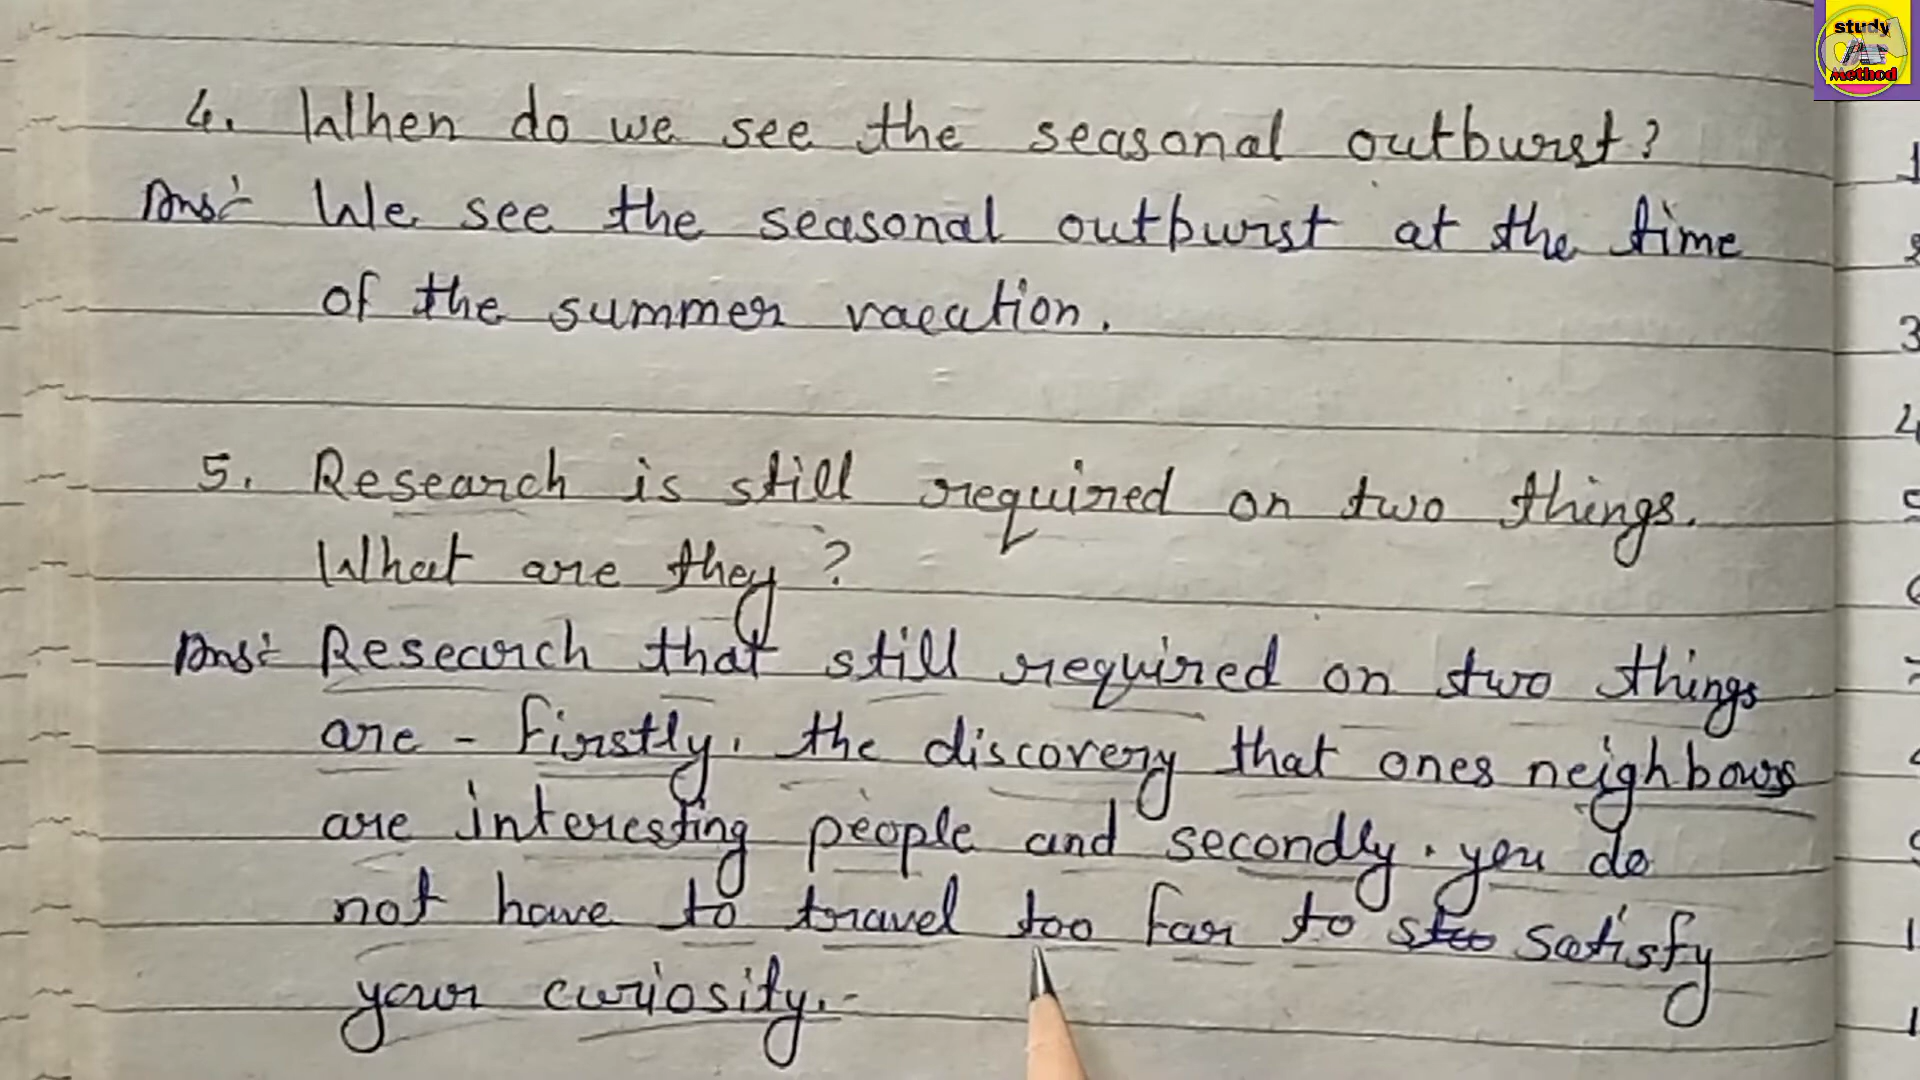 study
Method
4. When do we see the seasonal outburst?
Ans:- We see the seasonal outburst at the time
of the summer vacation.
5. Research is still required on two things.
What are they?
Ans:- Research that still required on two things
are - Firstly, the discovery that ones neighbours
are interesting people and secondly, you do
not have to travel too far to satisfy
your curiosity.-